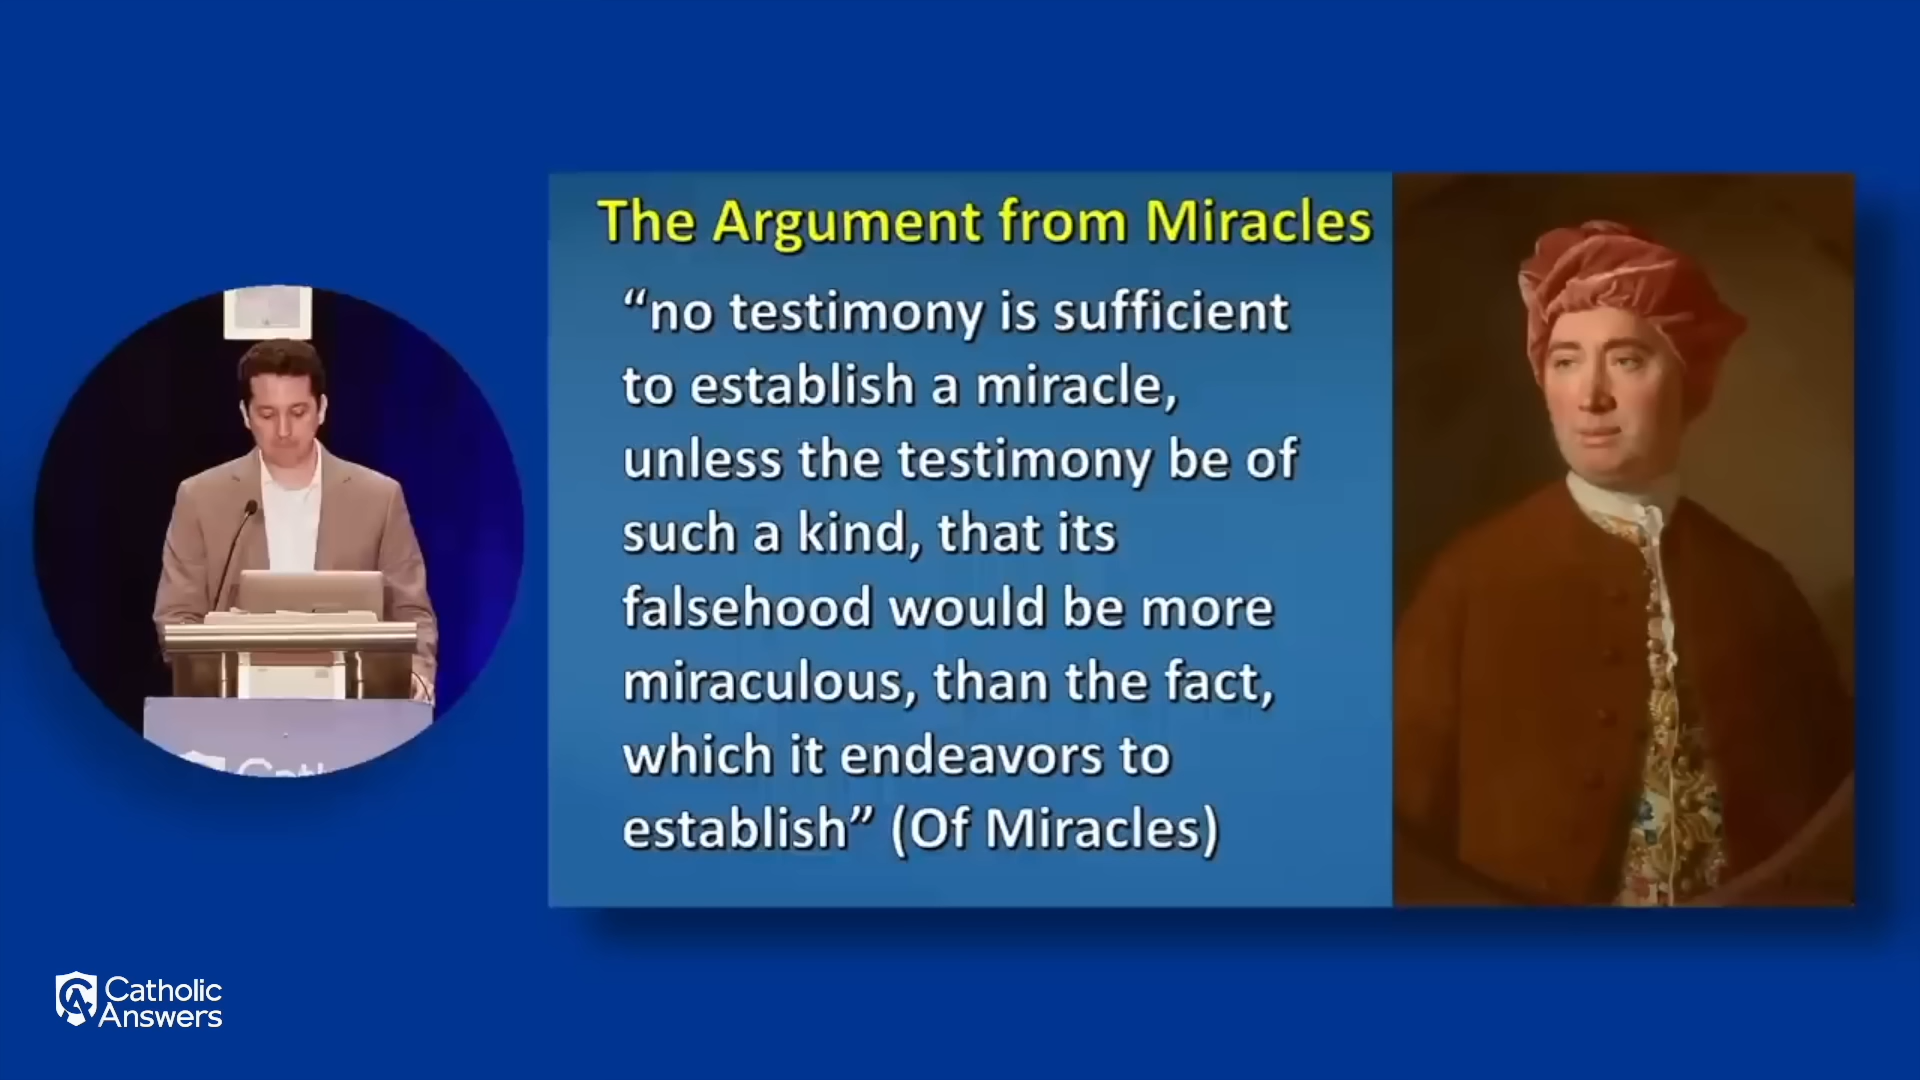 The Argument from Miracles
“no testimony is sufficient
to establish a miracle,
unless the testimony be of
such a kind, that its
falsehood would be more
miraculous, than the fact,
which it endeavors to
establish” (Of Miracles)
Catholic
Answers